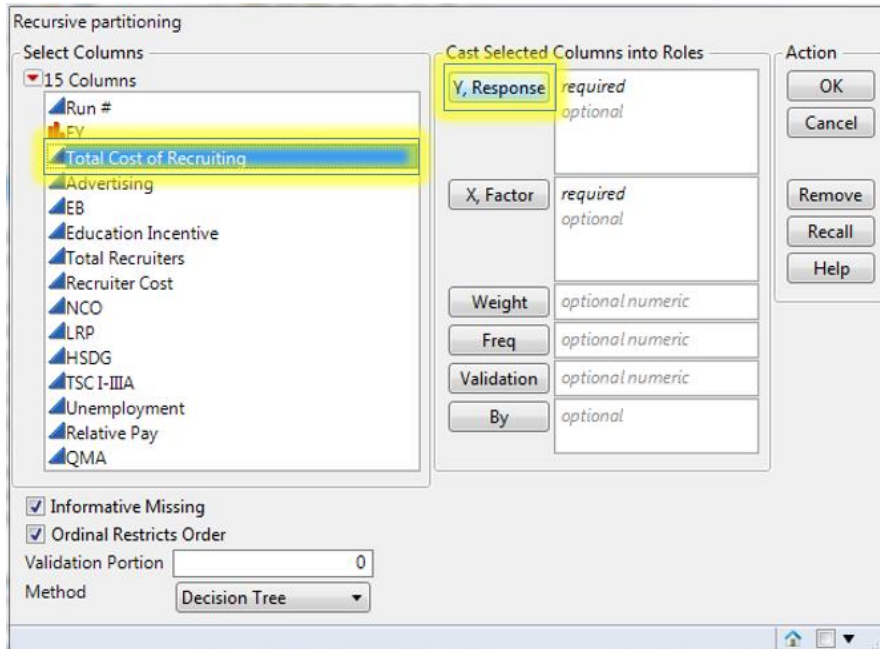 Recursive partitioning
Select Columns
15 Columns
Run #
FY
Total Cost of Recruiting
Advertising
EB
Education Incentive
Total Recruiters
Recruiter Cost
NCO
LRP
HSDG
TSC I-IIIA
Unemployment
Relative Pay
QMA
Cast Selected Columns into Roles
Y, Response
required
optional
X, Factor
required
optional
Weight
optional numeric
Freq
optional numeric
Validation
optional numeric
By
optional
Action
OK
Cancel
Remove
Recall
Help
Informative Missing
Ordinal Restricts Order
Validation Portion 0
Method Decision Tree